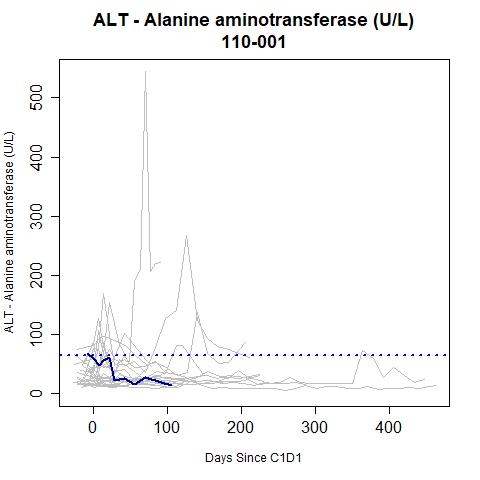 ALT - Alanine aminotransferase (U/L)
110-001
ALT - Alanine aminotransferase (U/L)
500
400
300
200
100
0
0 100 200 300 400
Days Since C1D1